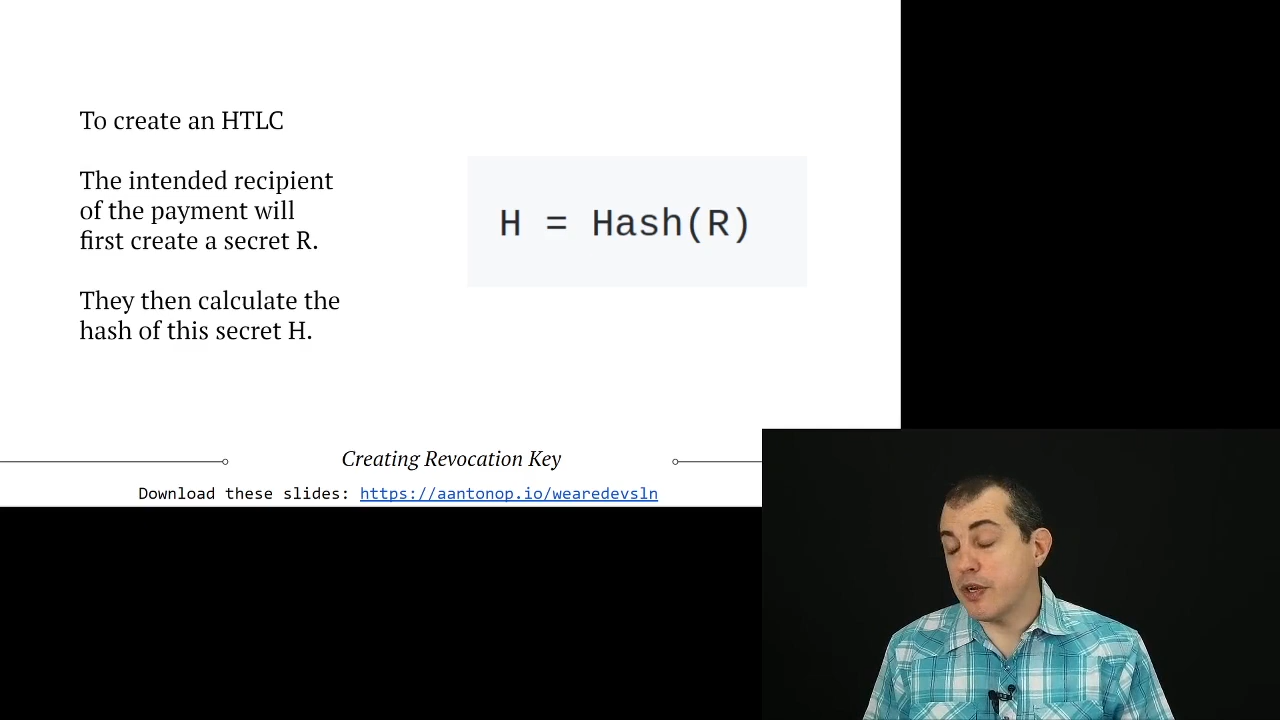 To create an HTLC
The intended recipient
of the payment will
first create a secret R.
They then calculate the
hash of this secret H.
H = Hash(R)
Creating Revocation Key
Download these slides: https://aantonop.io/wearedevsln